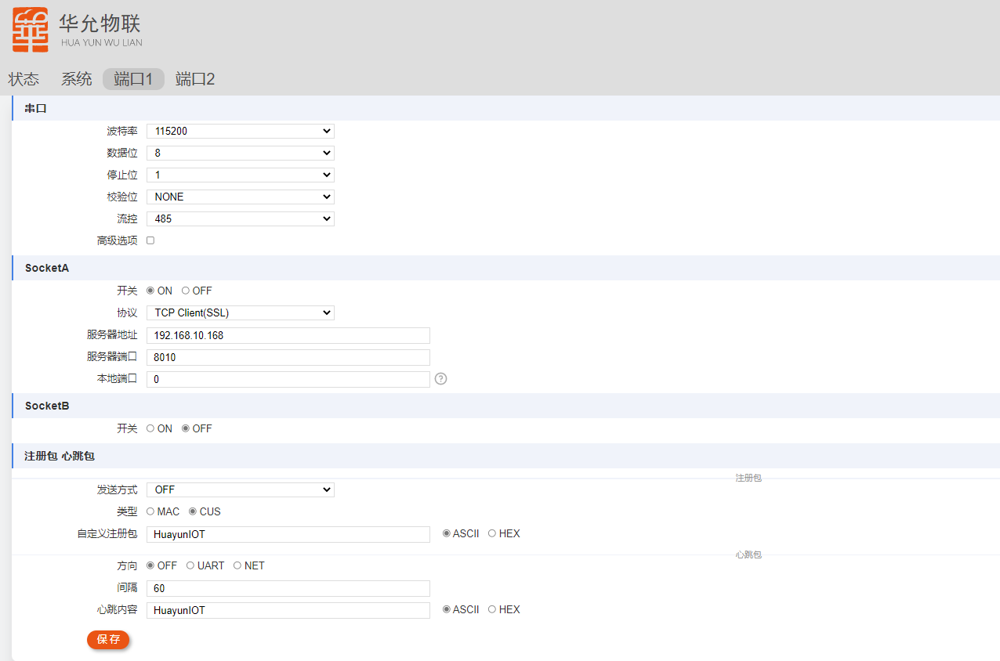 华允物联
HUA YUN WU LIAN
状态 系统 端口1 端口2
串口
波特率 115200
数据位 8
停止位 1
校验位 NONE
流控 485
高级选项
SocketA
开关 ON OFF
协议 TCP Client(SSL)
服务器地址 192.168.10.168
服务器端口 8010
本地端口 0 ?
SocketB
开关 ON OFF
注册包 心跳包
注册包
发送方式 OFF
类型 MAC CUS
自定义注册包 HuayunIOT ASCII HEX
心跳包
方向 OFF UART NET
间隔 60
心跳内容 HuayunIOT ASCII HEX
保存